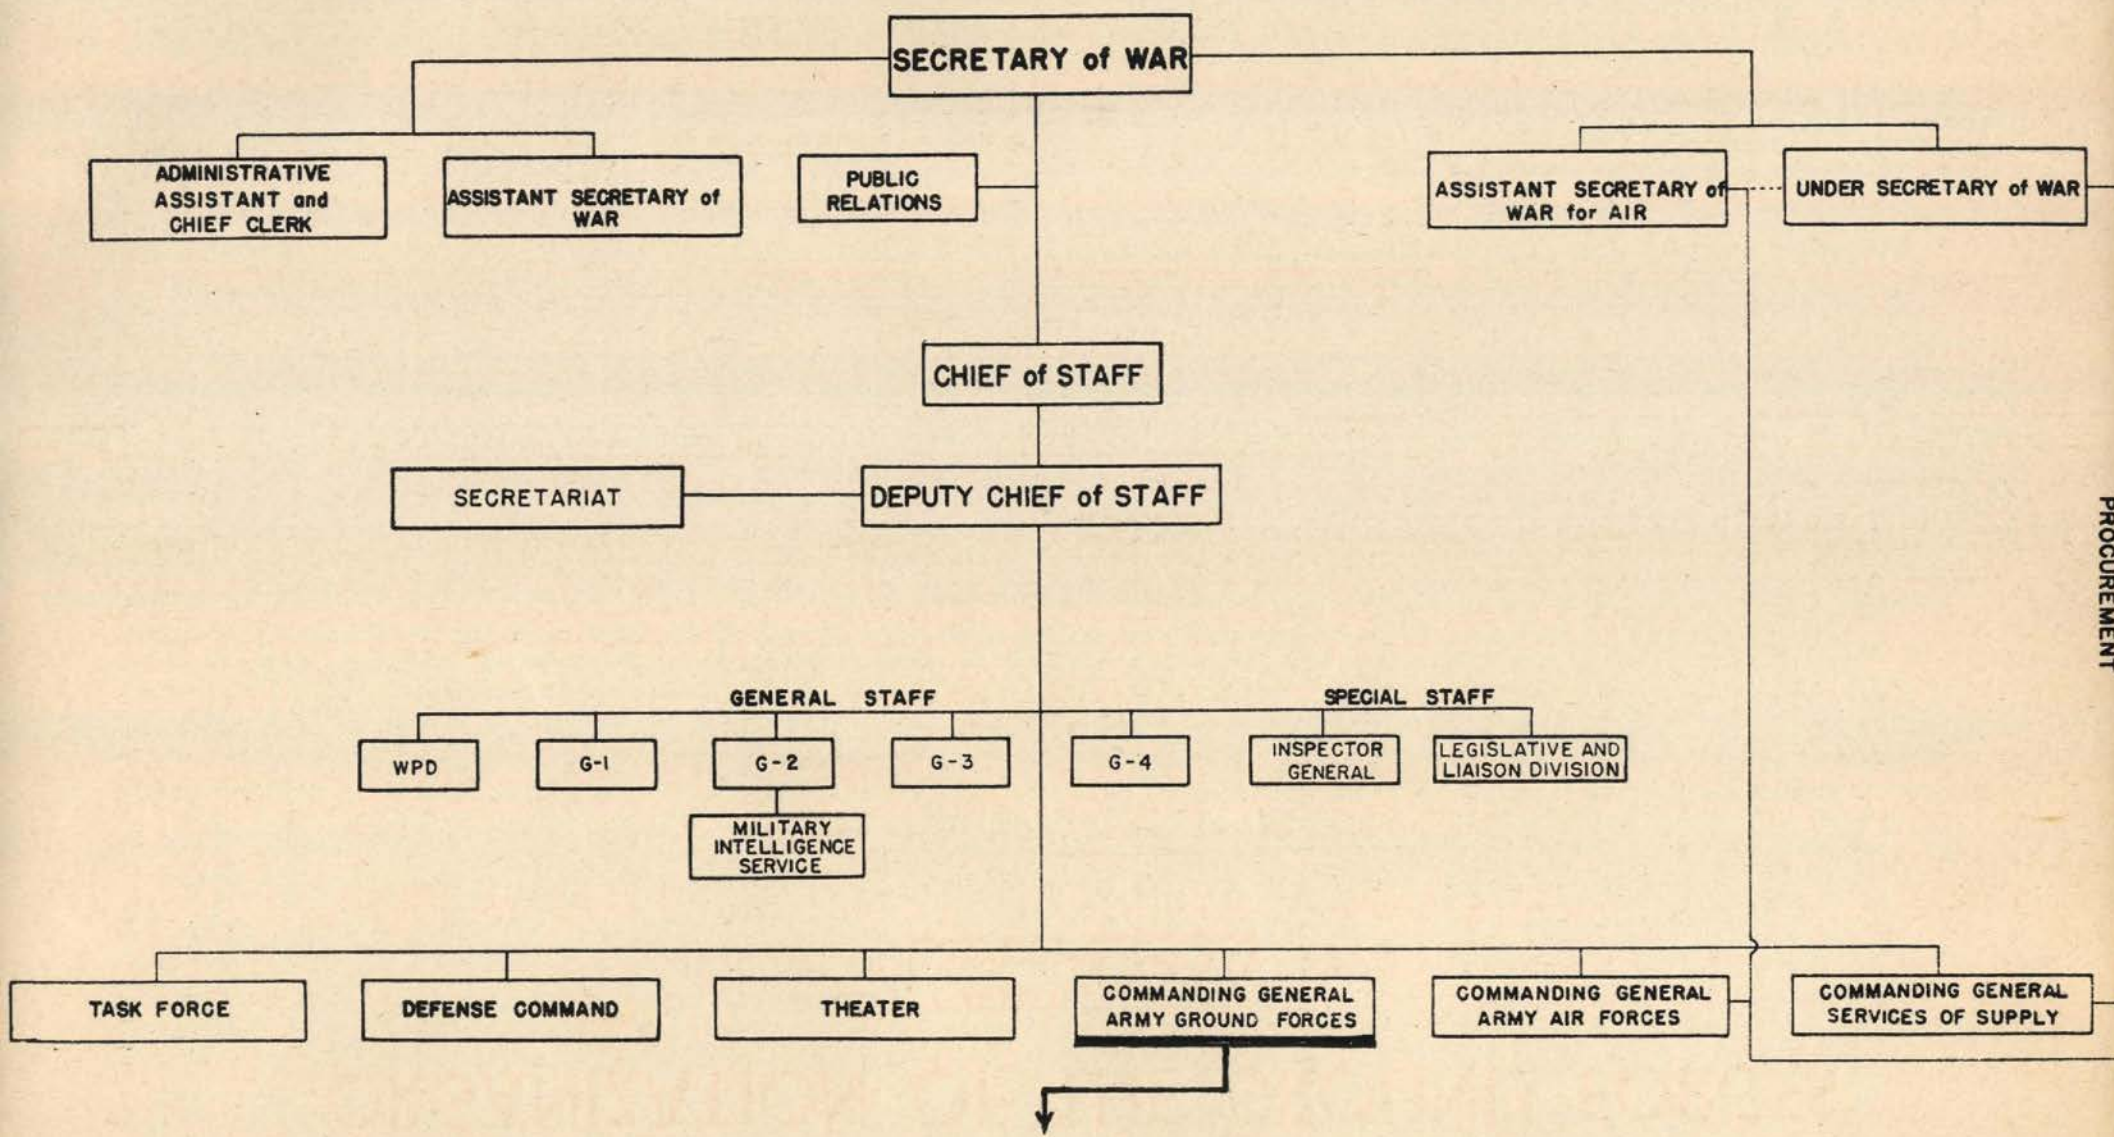 SECRETARY of WAR
ADMINISTRATIVE
ASSISTANT and
CHIEF CLERK
ASSISTANT SECRETARY of
WAR
PUBLIC
RELATIONS
ASSISTANT SECRETARY of
WAR for AIR
UNDER SECRETARY of WAR
CHIEF of STAFF
SECRETARIAT
DEPUTY CHIEF of STAFF
PROCUREMENT
GENERAL STAFF
SPECIAL STAFF
WPD
G-1
G-2
G-3
G-4
INSPECTOR
GENERAL
LEGISLATIVE AND
LIAISON DIVISION
MILITARY
INTELLIGENCE
SERVICE
TASK FORCE
DEFENSE COMMAND
THEATER
COMMANDING GENERAL
ARMY GROUND FORCES
COMMANDING GENERAL
ARMY AIR FORCES
COMMANDING GENERAL
SERVICES OF SUPPLY